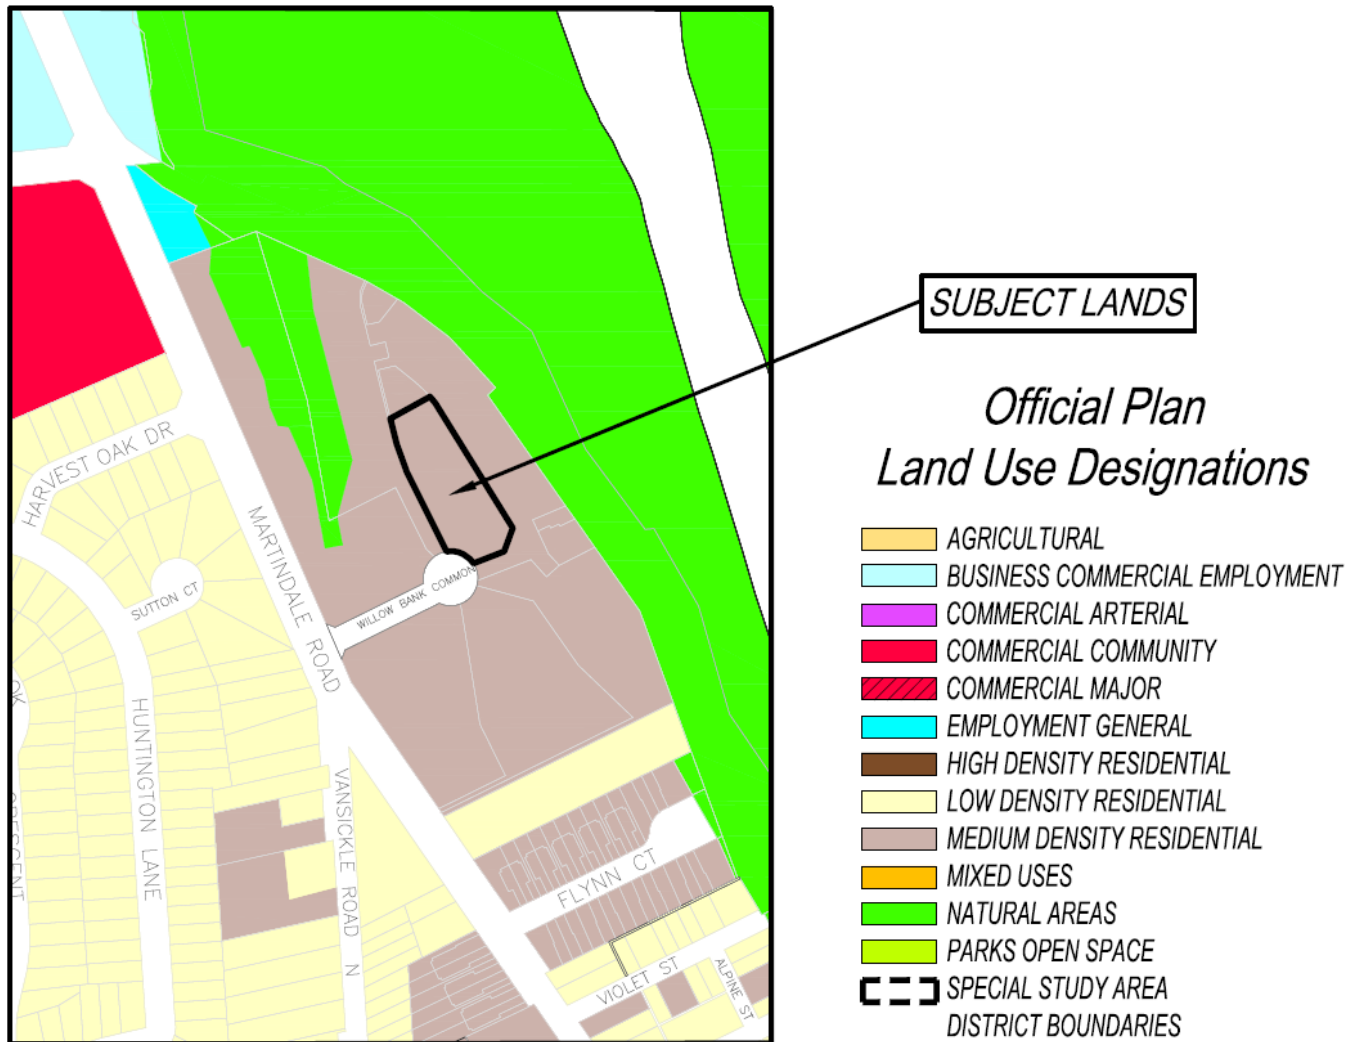 SUBJECT LANDS
Official Plan
Land Use Designations
AGRICULTURAL
BUSINESS COMMERCIAL EMPLOYMENT
COMMERCIAL ARTERIAL
COMMERCIAL COMMUNITY
COMMERCIAL MAJOR
EMPLOYMENT GENERAL
HIGH DENSITY RESIDENTIAL
LOW DENSITY RESIDENTIAL
MEDIUM DENSITY RESIDENTIAL
MIXED USES
NATURAL AREAS
PARKS OPEN SPACE
SPECIAL STUDY AREA
DISTRICT BOUNDARIES
HARVEST OAK DR
SUTTON CT
MARTINDALE ROAD
WILLOW BANK COMMON
HUNTINGTON LANE
VANSICKLE ROAD N
FLYNN CT
VIOLET ST
ALPINE ST
OK
CRESCENT